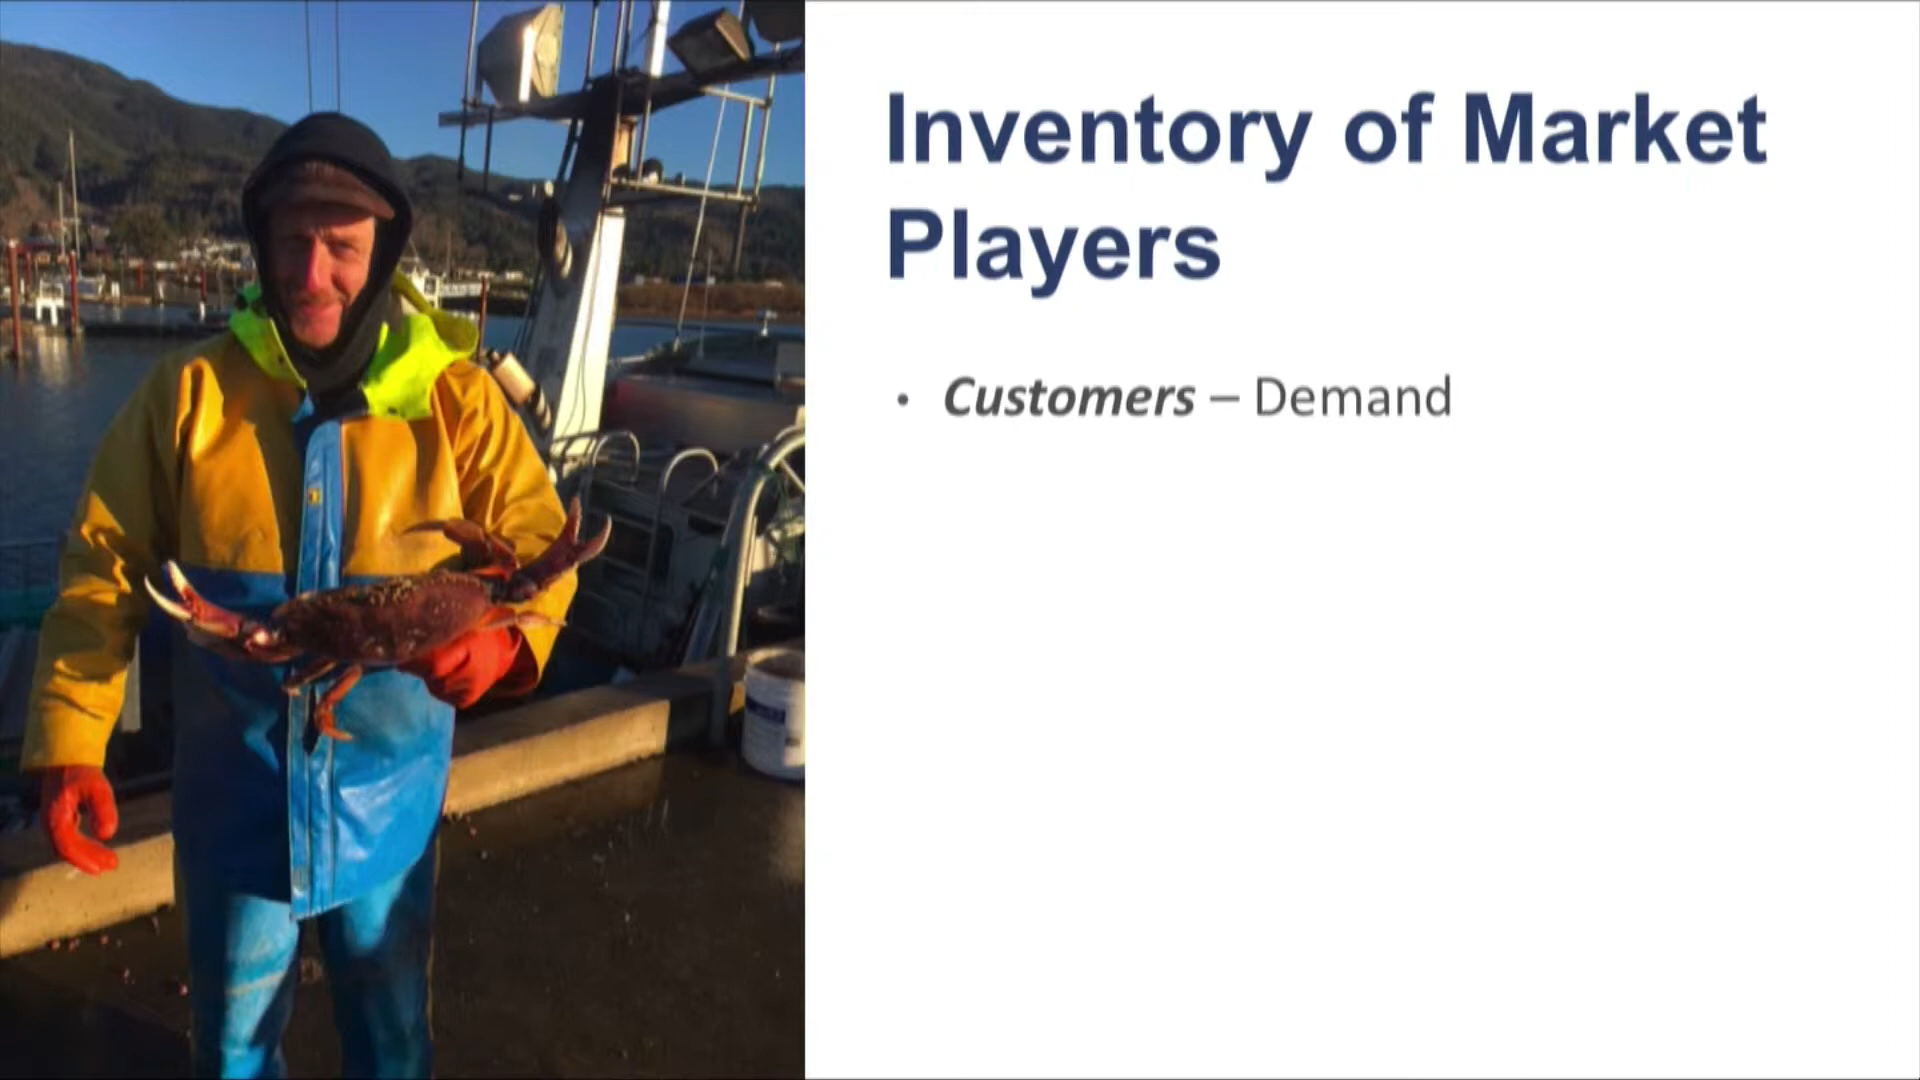 Inventory of Market
Players
• Customers – Demand